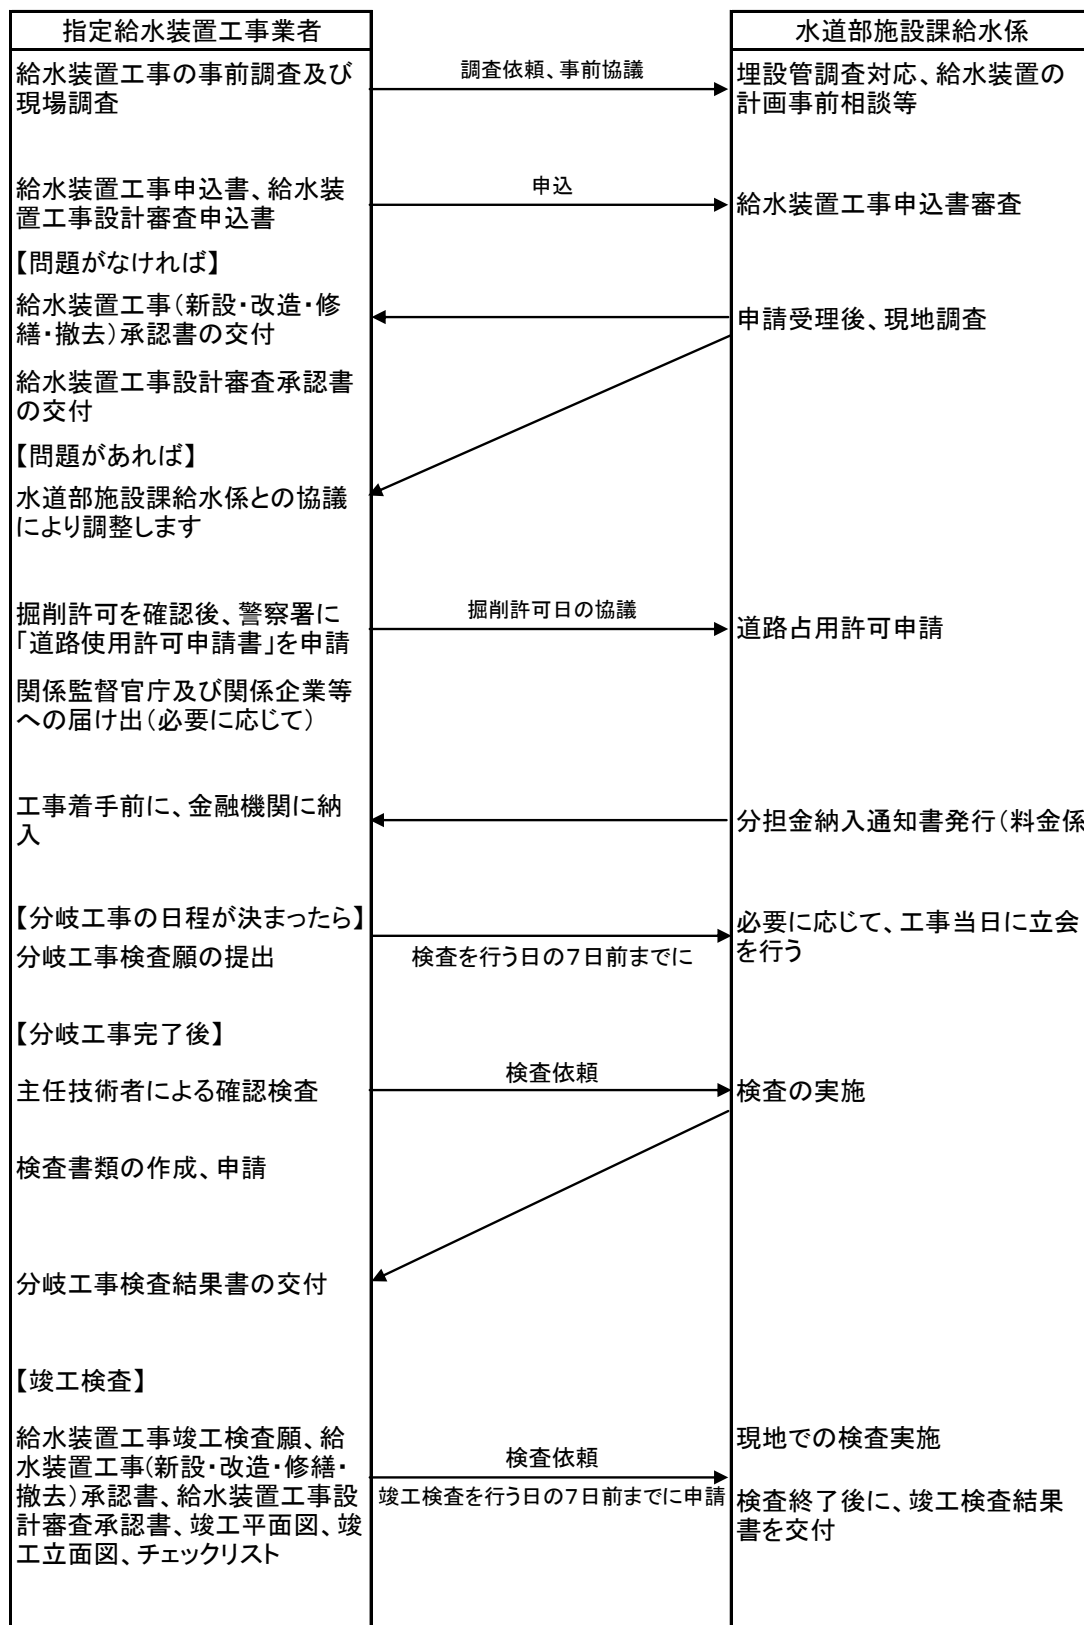 指定給水装置工事業者
水道部施設課給水係
給水装置工事の事前調査及び
現場調査
調査依頼、事前協議
埋設管調査対応、給水装置の
計画事前相談等
給水装置工事申込書、給水装
置工事設計審査申込書
申込
給水装置工事申込書審査
【問題がなければ】
給水装置工事(新設・改造・修
繕・撤去)承認書の交付
申請受理後、現地調査
給水装置工事設計審査承認書
の交付
【問題があれば】
水道部施設課給水係との協議
により調整します
掘削許可を確認後、警察署に
「道路使用許可申請書」を申請
掘削許可日の協議
道路占用許可申請
関係監督官庁及び関係企業等
への届け出(必要に応じて)
工事着手前に、金融機関に納
入
分担金納入通知書発行(料金係
【分岐工事の日程が決まったら】
分岐工事検査願の提出
検査を行う日の7日前までに
必要に応じて、工事当日に立会
を行う
【分岐工事完了後】
主任技術者による確認検査
検査依頼
検査の実施
検査書類の作成、申請
分岐工事検査結果書の交付
【竣工検査】
給水装置工事竣工検査願、給
水装置工事(新設・改造・修繕・
撤去)承認書、給水装置工事設
計審査承認書、竣工平面図、竣
工立面図、チェックリスト
検査依頼
竣工検査を行う日の7日前までに申請
現地での検査実施
検査終了後に、竣工検査結果
書を交付